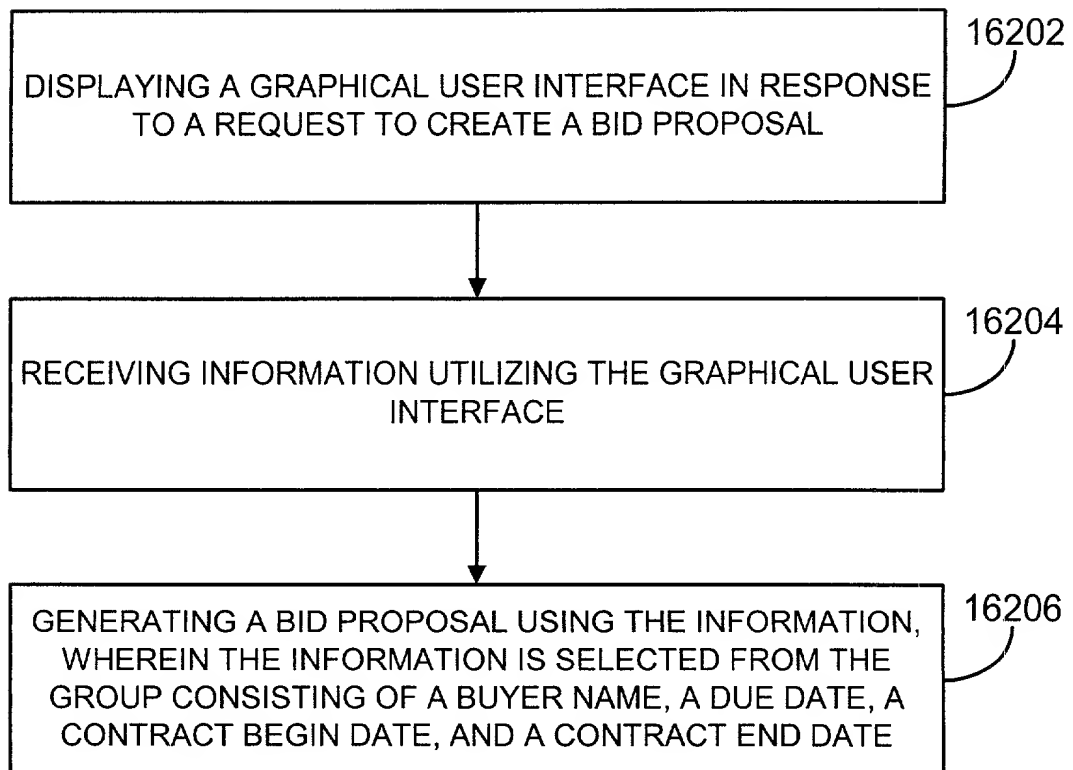 16202
DISPLAYING A GRAPHICAL USER INTERFACE IN RESPONSE
TO A REQUEST TO CREATE A BID PROPOSAL
16204
RECEIVING INFORMATION UTILIZING THE GRAPHICAL USER
INTERFACE
16206
GENERATING A BID PROPOSAL USING THE INFORMATION,
WHEREIN THE INFORMATION IS SELECTED FROM THE
GROUP CONSISTING OF A BUYER NAME, A DUE DATE, A
CONTRACT BEGIN DATE, AND A CONTRACT END DATE